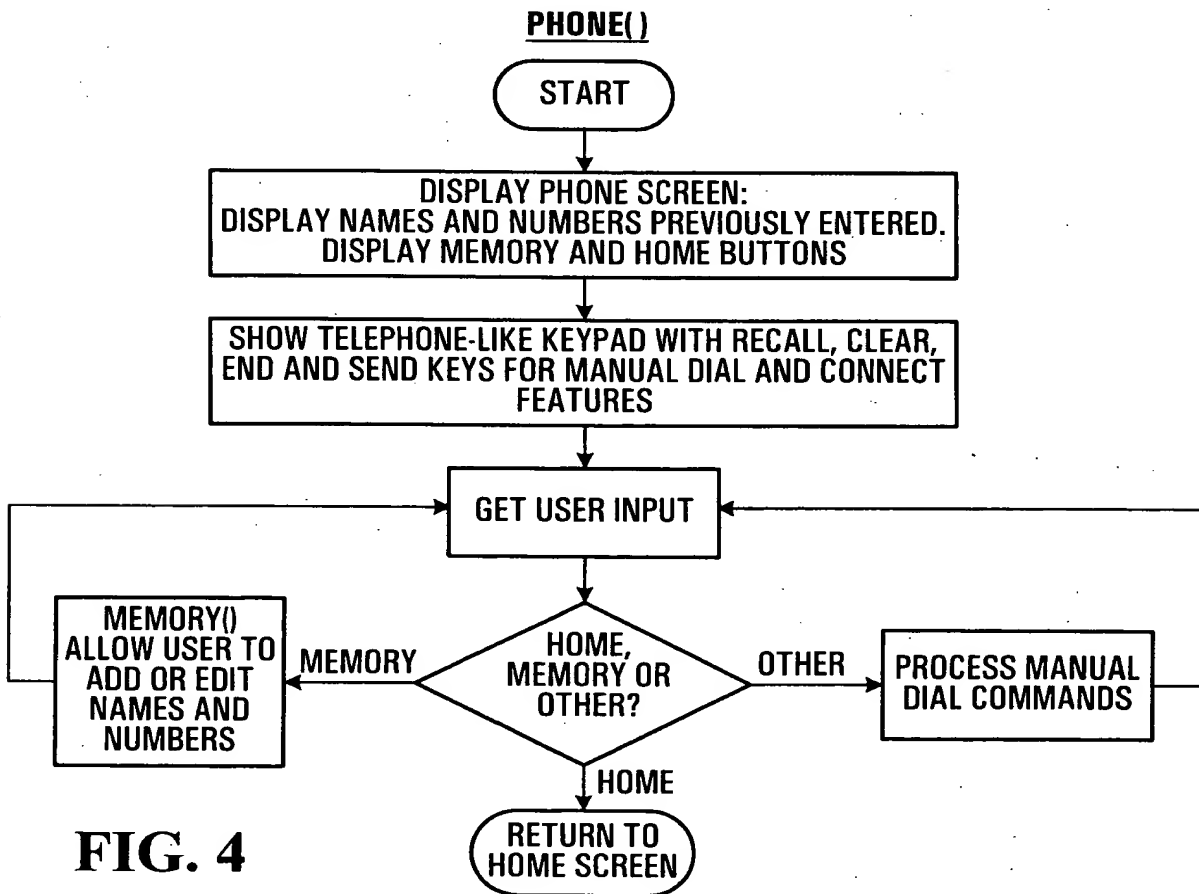 PHONE()
START
DISPLAY PHONE SCREEN:
DISPLAY NAMES AND NUMBERS PREVIOUSLY ENTERED.
DISPLAY MEMORY AND HOME BUTTONS
SHOW TELEPHONE-LIKE KEYPAD WITH RECALL, CLEAR,
END AND SEND KEYS FOR MANUAL DIAL AND CONNECT
FEATURES
GET USER INPUT
MEMORY()
ALLOW USER TO
ADD OR EDIT
NAMES AND
NUMBERS
MEMORY
HOME,
MEMORY OR
OTHER?
OTHER
PROCESS MANUAL
DIAL COMMANDS
HOME
RETURN TO
HOME SCREEN
FIG. 4